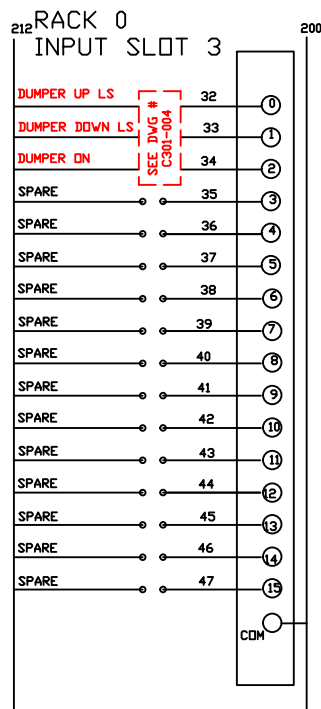 212 RACK 0 200
INPUT SLOT 3
DUMPER UP LS 32 0
DUMPER DOWN LS 33 1
DUMPER ON 34 2
SEE DWG #
C301-004
SPARE 35 3
SPARE 36 4
SPARE 37 5
SPARE 38 6
SPARE 39 7
SPARE 40 8
SPARE 41 9
SPARE 42 10
SPARE 43 11
SPARE 44 12
SPARE 45 13
SPARE 46 14
SPARE 47 15
COM